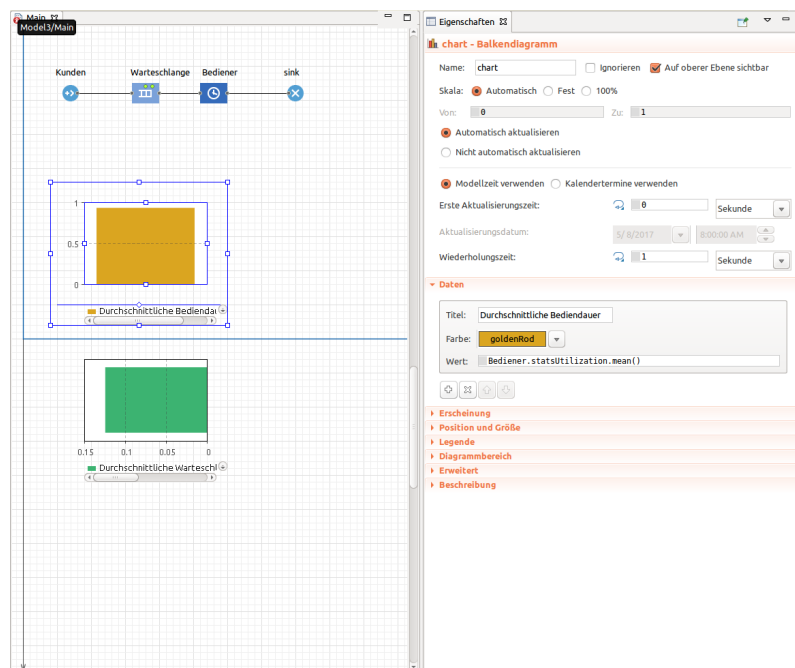 Main
Model3/Main
Kunden Warteschlange Bediener sink
1
0.5
0
Durchschnittliche Bediendau
0.15 0.1 0.05 0
Durchschnittliche Warteschl
Eigenschaften
chart - Balkendiagramm
Name: chart Ignorieren Auf oberer Ebene sichtbar
Skala: Automatisch Fest 100%
Von: 0 Zu: 1
Automatisch aktualisieren
Nicht automatisch aktualisieren
Modellzeit verwenden Kalendertermine verwenden
Erste Aktualisierungszeit: 0 Sekunde
Aktualisierungsdatum: 5/ 8/2017 8:00:00 AM
Wiederholungszeit: 1 Sekunde
Daten
Titel: Durchschnittliche Bediendauer
Farbe: goldenRod
Wert: Bediener.statsUtilization.mean()
Erscheinung
Position und Größe
Legende
Diagrammbereich
Erweitert
Beschreibung